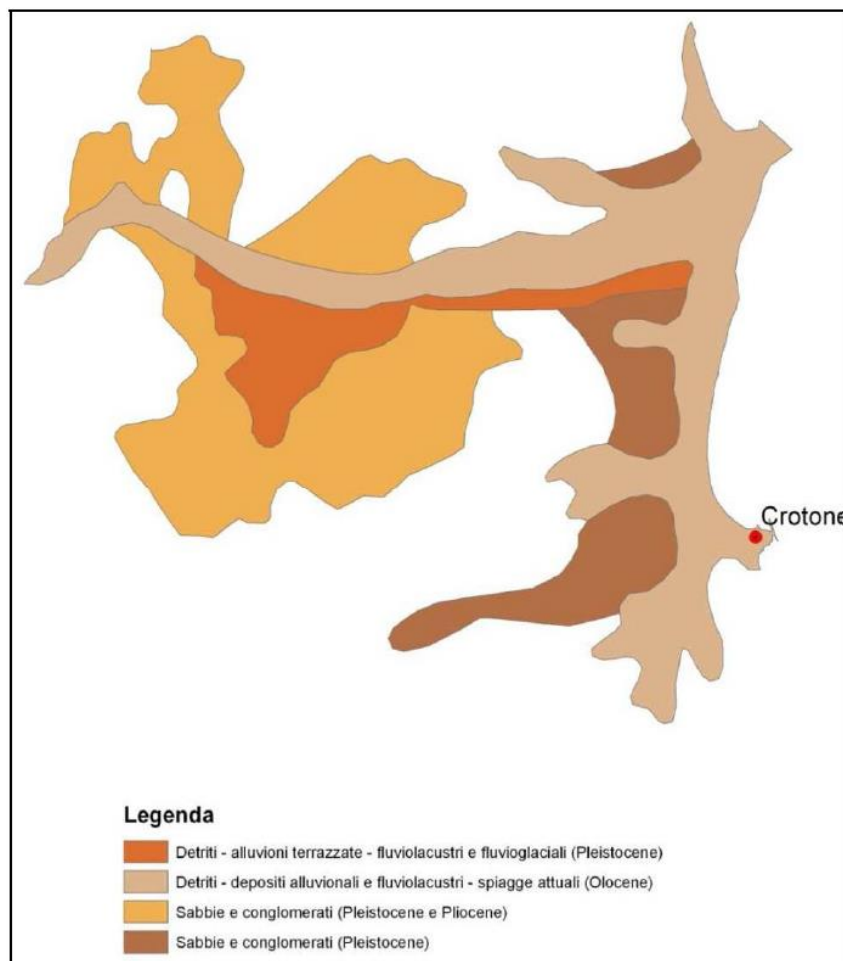 Crotone
Legenda
Detriti - alluvioni terrazzate - fluviolacustri e fluvioglaciali (Pleistocene)
Detriti - depositi alluvionali e fluviolacustri - spiagge attuali (Olocene)
Sabbie e conglomerati (Pleistocene e Pliocene)
Sabbie e conglomerati (Pleistocene)